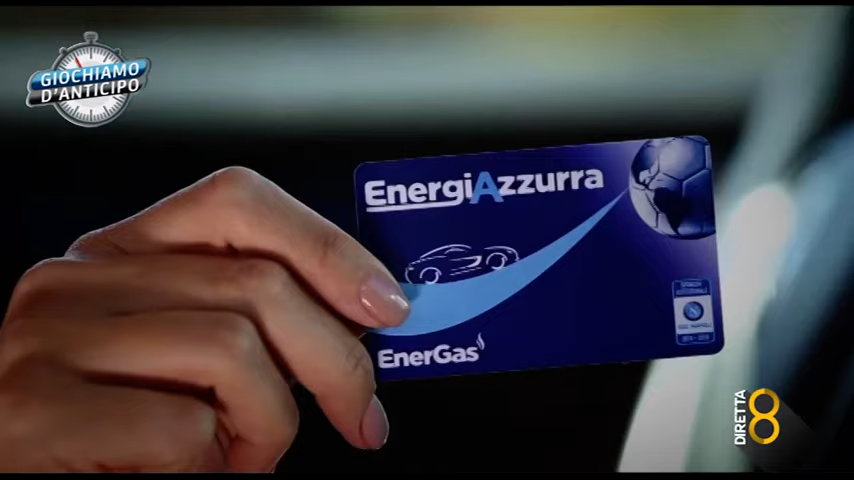 GIOCHIAMO
D'ANTICIPO
EnergiAzzurra
EnerGas
DIRETTA
8